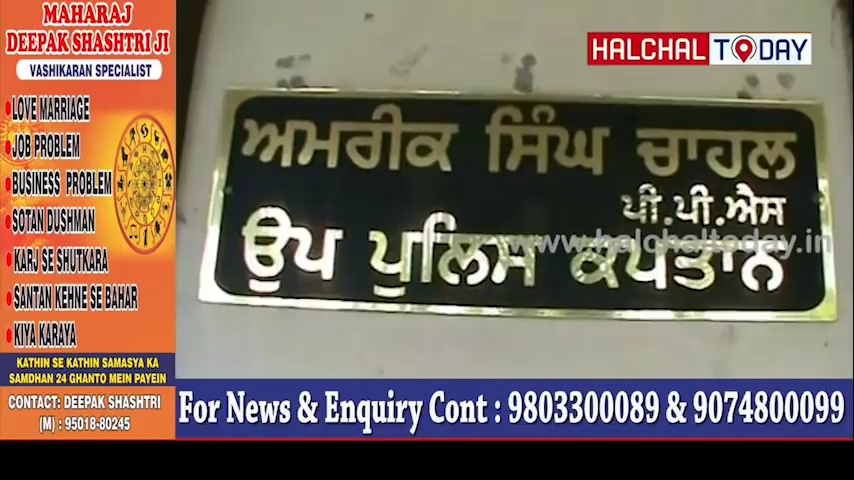 MAHARAJ
DEEPAK SHASHTRI JI
VASHIKARAN SPECIALIST
LOVE MARRIAGE
JOB PROBLEM
BUSINESS PROBLEM
SOTAN DUSHMAN
KARJ SE SHUTKARA
SANTAN KEHNE SE BAHAR
KIYA KARAYA
KATHIN SE KATHIN SAMASYA KA
SAMDHAN 24 GHANTO MEIN PAYEIN
CONTACT: DEEPAK SHASHTRI
(M) : 95018-80245
HALCHAL TODAY
ਅਮਰੀਕ ਸਿੰਘ ਚਾਹਲ
ਪੀ.ਪੀ.ਐਸ
ਉਪ ਪੁਲਿਸ ਕਪਤਾਨ
www.halchaltoday.in
For News & Enquiry Cont : 9803300089 & 9074800099